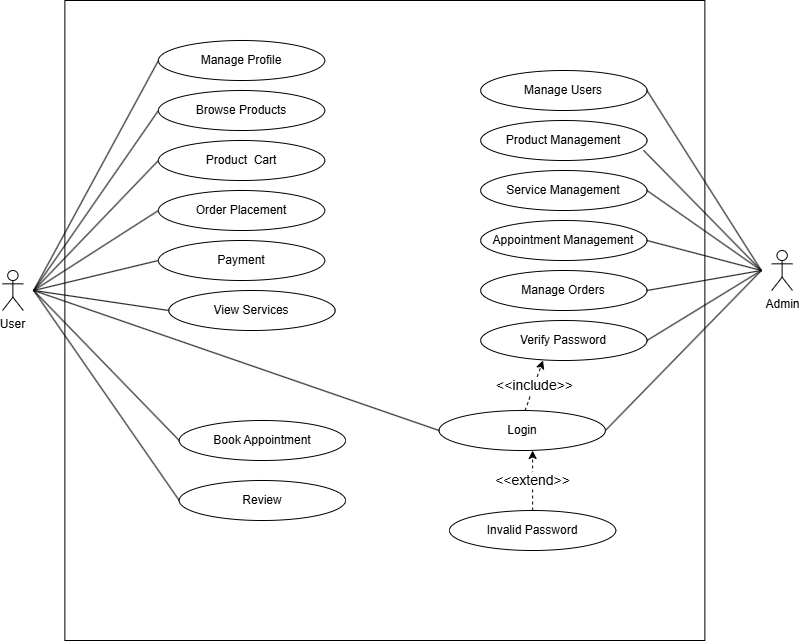 Manage Profile
Browse Products
Product Cart
Order Placement
Payment
View Services
Book Appointment
Review
User
Manage Users
Product Management
Service Management
Appointment Management
Manage Orders
Verify Password
<<include>>
Login
<<extend>>
Invalid Password
Admin